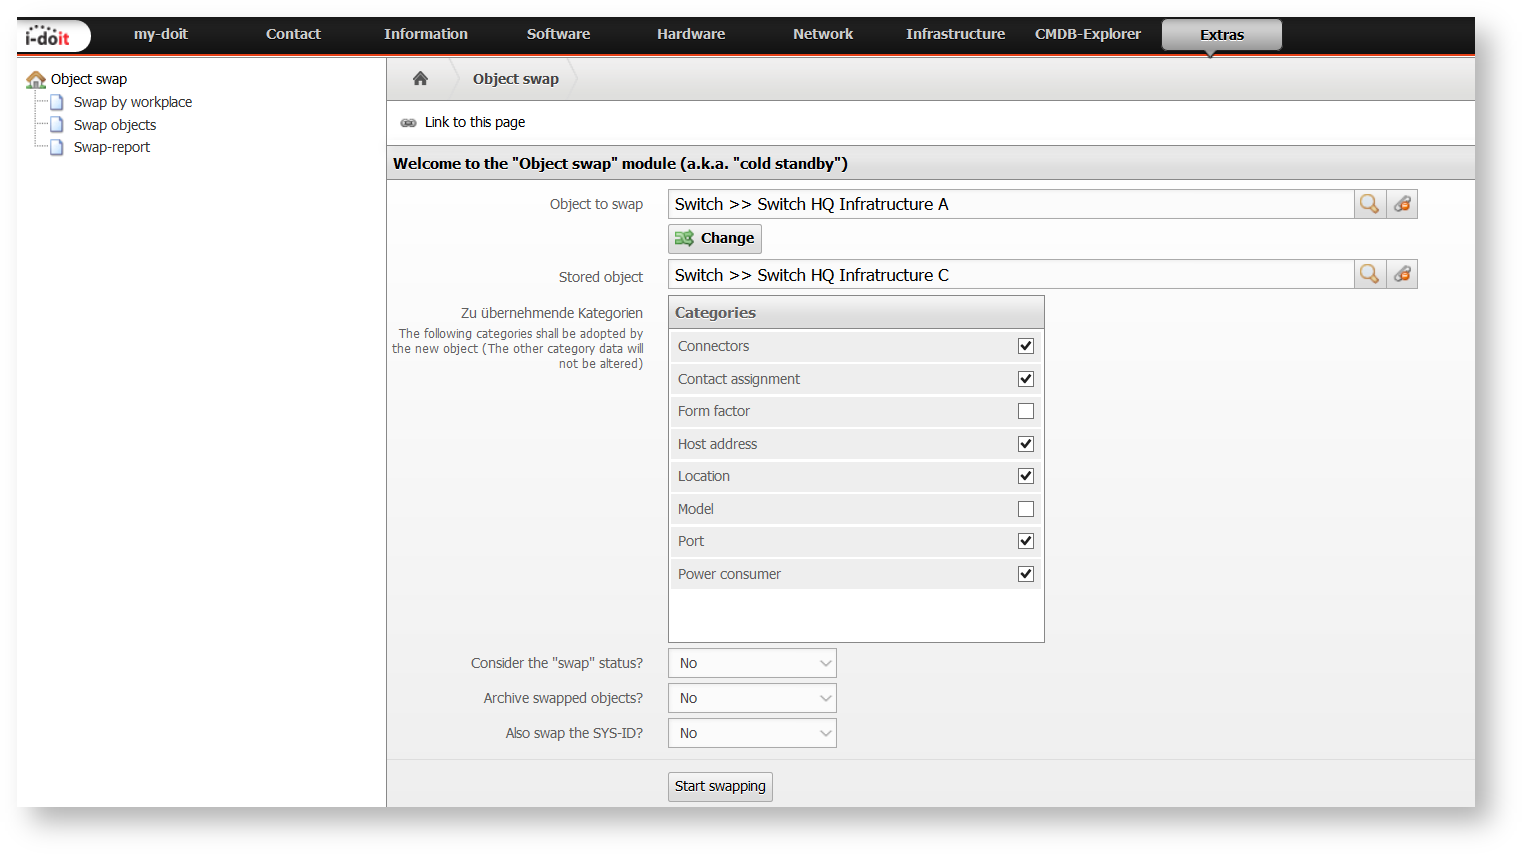 i-doit
my-doit Contact Information Software Hardware Network Infrastructure CMDB-Explorer Extras
Object swap
Swap by workplace
Swap objects
Swap-report
Object swap
Link to this page
Welcome to the "Object swap" module (a.k.a. "cold standby")
Object to swap Switch >> Switch HQ Infratructure A
Change
Stored object Switch >> Switch HQ Infratructure C
Zu übernehmende Kategorien
The following categories shall be adopted by
the new object (The other category data will
not be altered)
Categories
Connectors
Contact assignment
Form factor
Host address
Location
Model
Port
Power consumer
Consider the "swap" status? No
Archive swapped objects? No
Also swap the SYS-ID? No
Start swapping